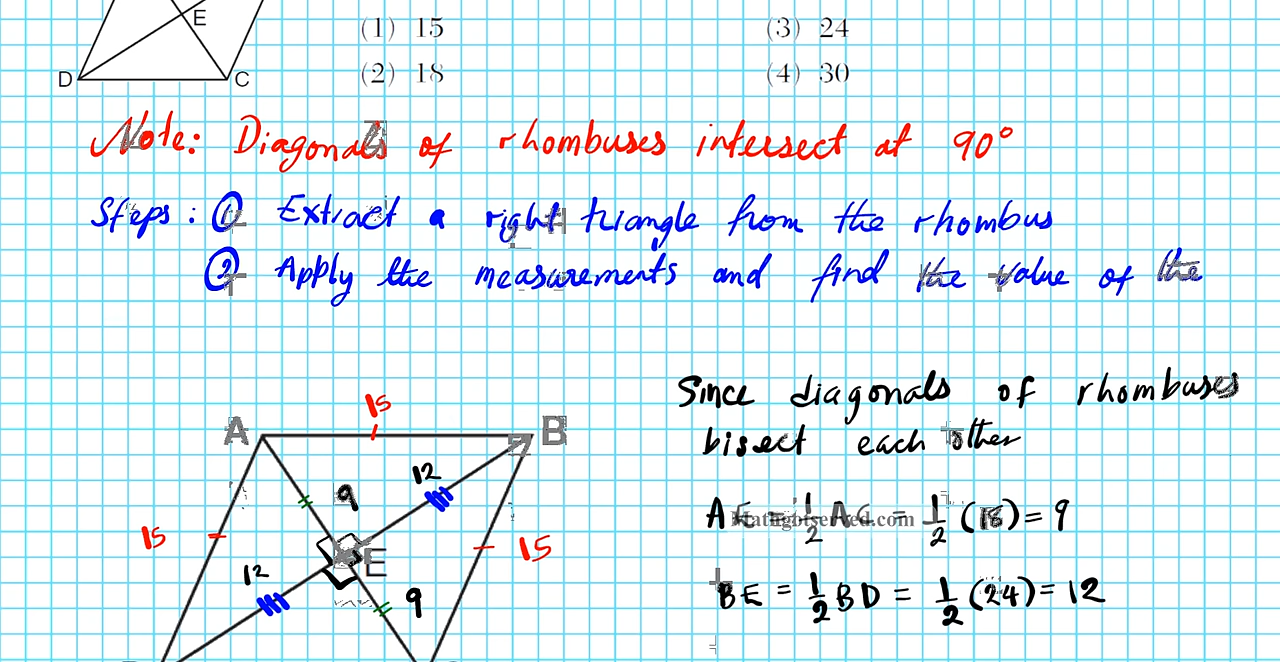 E
(1) 15 (3) 24
D C (2) 18 (4) 30
Note: Diagonals of rhombuses intersect at 90°
Steps: ① Extract a right triangle from the rhombus
② Apply the measurements and find the value of the
Since diagonals of rhombuses
bisect each other
15
A B
12
9
AE = 1/2 AC = 1/2 (18) = 9
Mathgotserved.com
15 E 15
12
9
BE = 1/2 BD = 1/2 (24) = 12